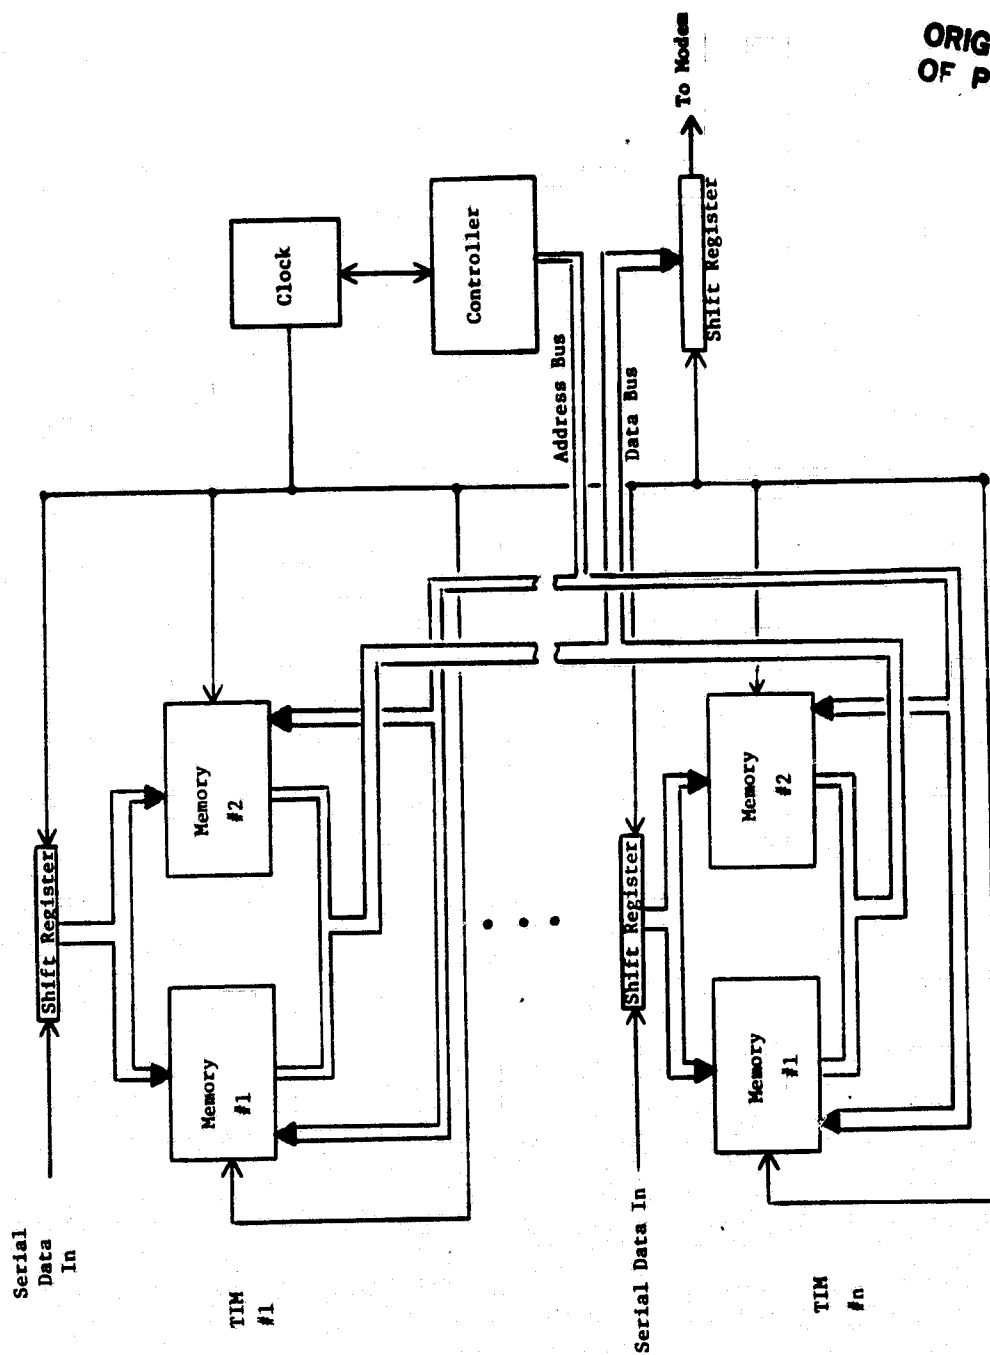 ORIG
OF P
Serial
Data
In
Shift Register
Memory
#1
Memory
#2
TIM
#1
Clock
Controller
Address Bus
Data Bus
Shift Register
To Modem
Serial Data In
Shift Register
Memory
#1
Memory
#2
TIM
#n